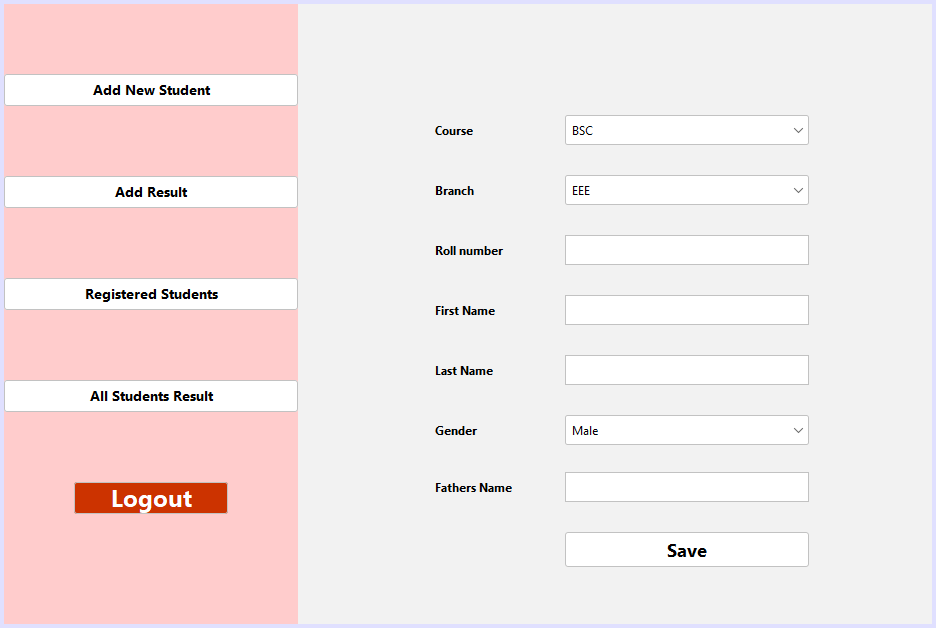 Add New Student
Add Result
Registered Students
All Students Result
Logout
Course BSC
Branch EEE
Roll number
First Name
Last Name
Gender Male
Fathers Name
Save